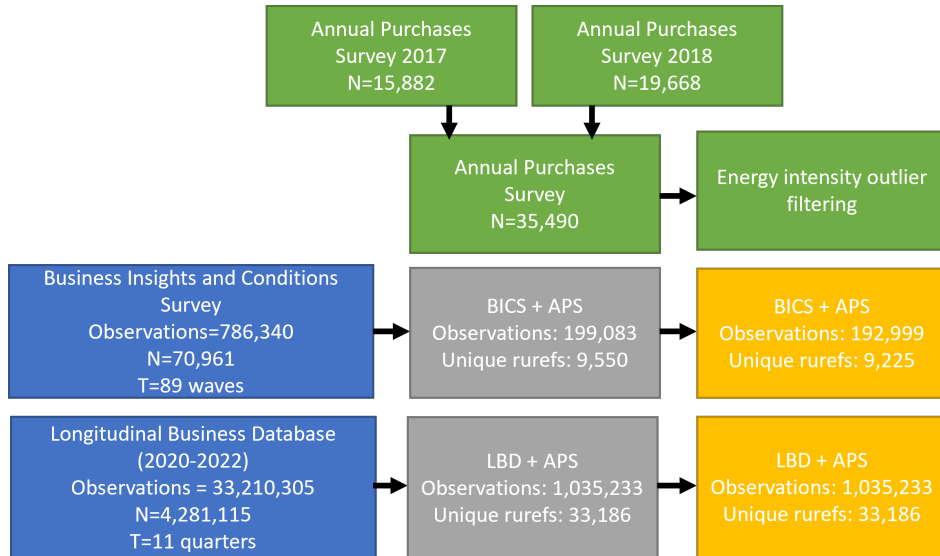 Annual Purchases
Survey 2017
N=15,882
Annual Purchases
Survey 2018
N=19,668
Annual Purchases
Survey
N=35,490
Energy intensity outlier
filtering
Business Insights and Conditions
Survey
Observations=786,340
N=70,961
T=89 waves
BICS + APS
Observations: 199,083
Unique rurefs: 9,550
BICS + APS
Observations: 192,999
Unique rurefs: 9,225
Longitudinal Business Database
(2020-2022)
Observations = 33,210,305
N=4,281,115
T=11 quarters
LBD + APS
Observations: 1,035,233
Unique rurefs: 33,186
LBD + APS
Observations: 1,035,233
Unique rurefs: 33,186